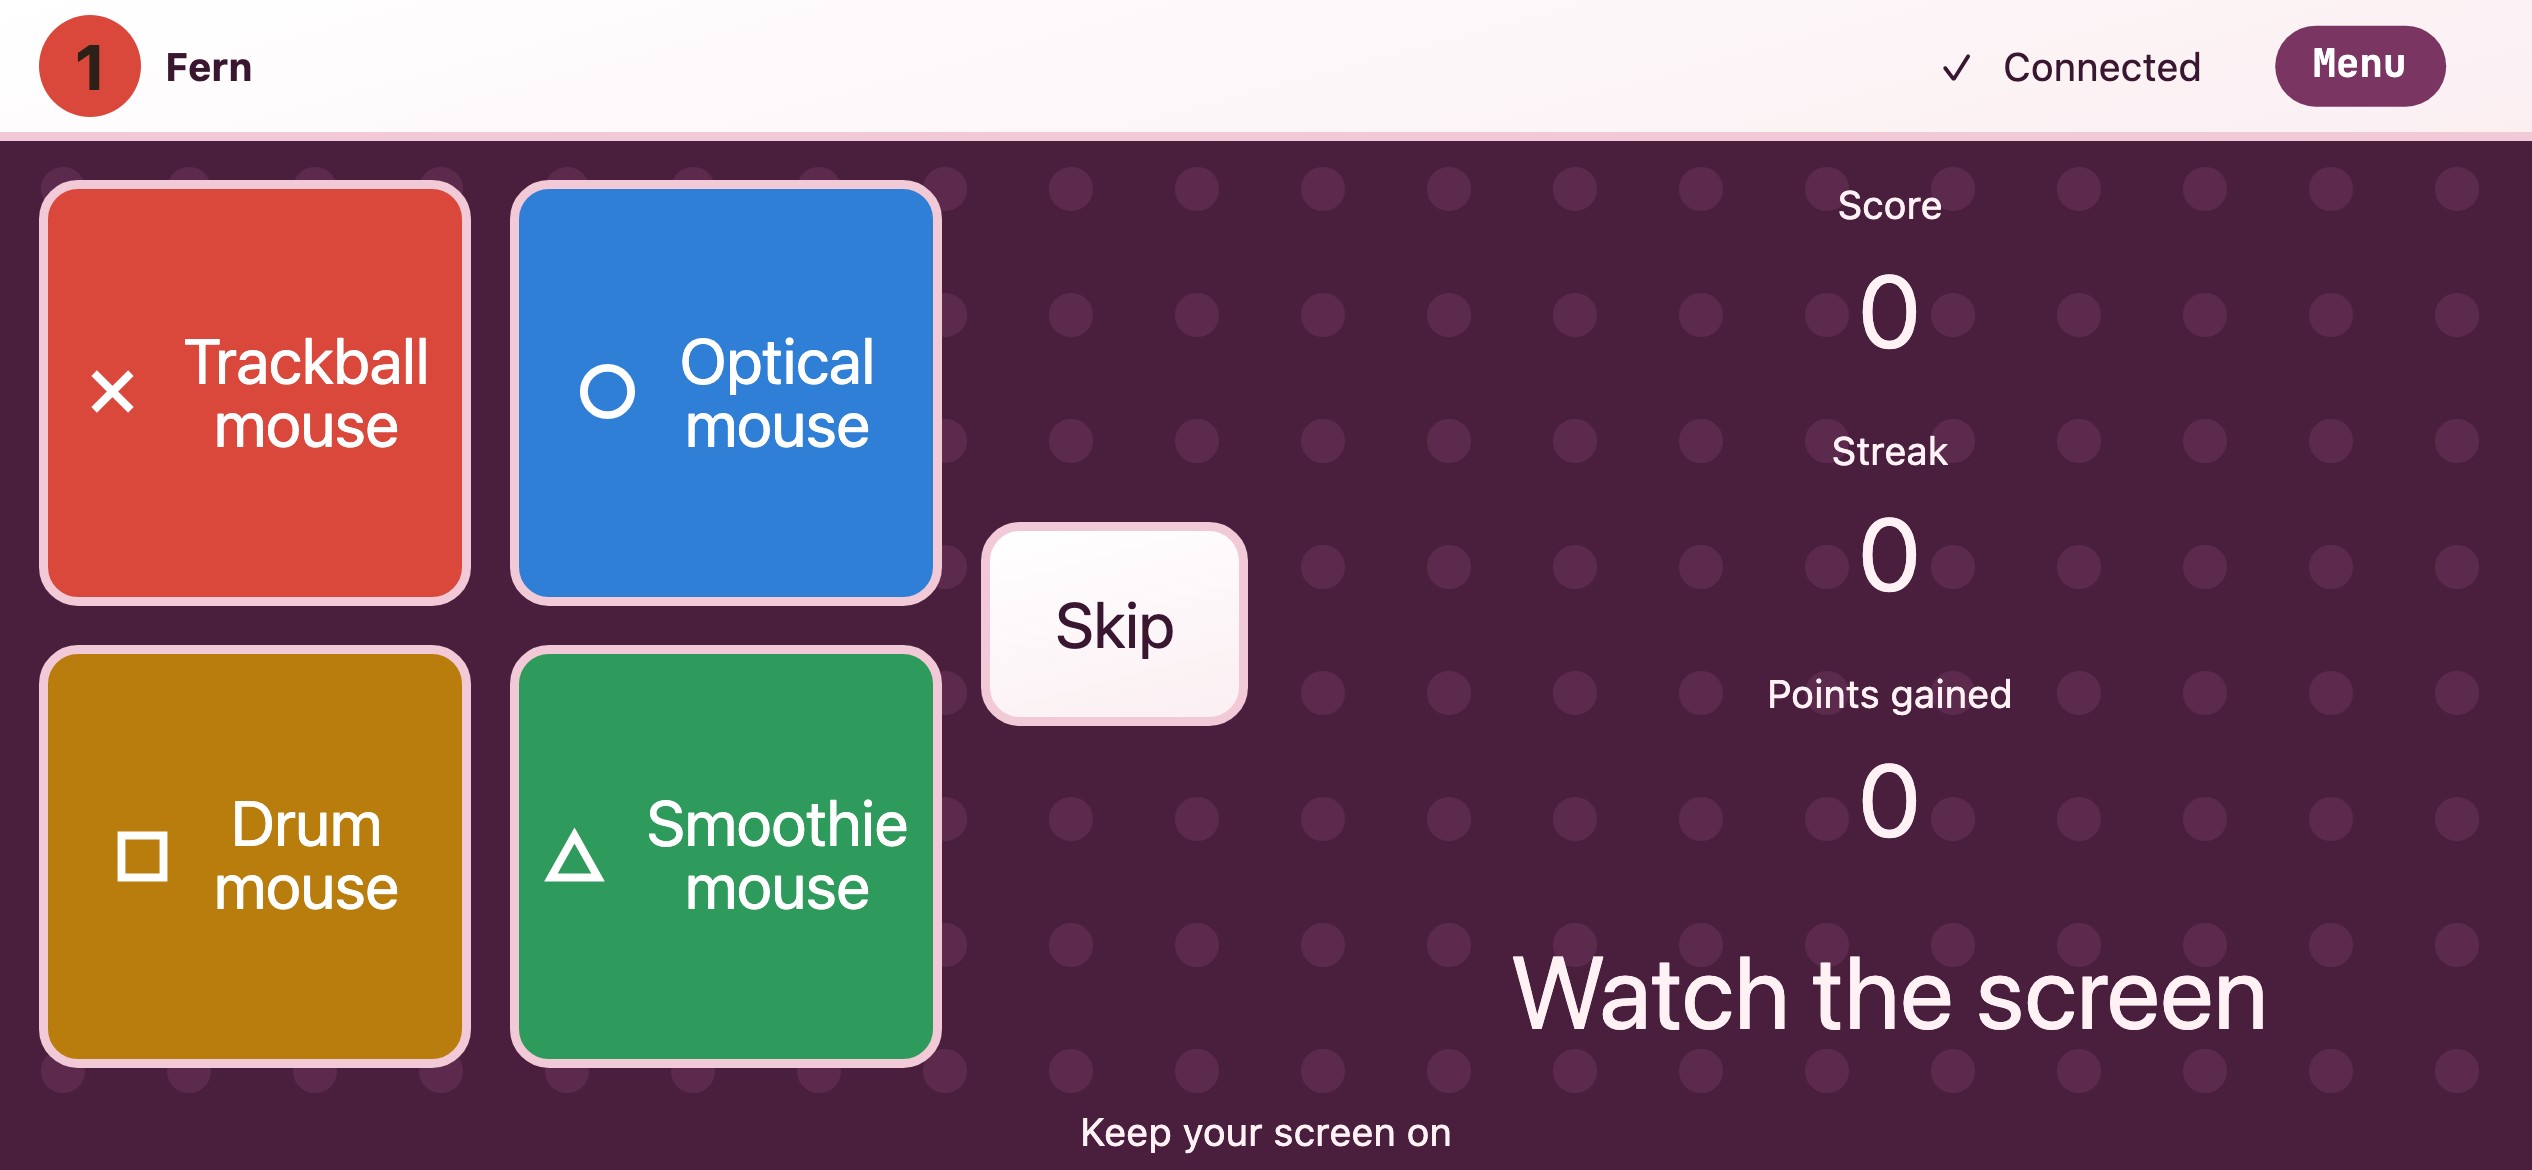 1 Fern
✓ Connected
Menu
Trackball
mouse
Optical
mouse
Drum
mouse
Smoothie
mouse
Skip
Score
0
Streak
0
Points gained
0
Watch the screen
Keep your screen on